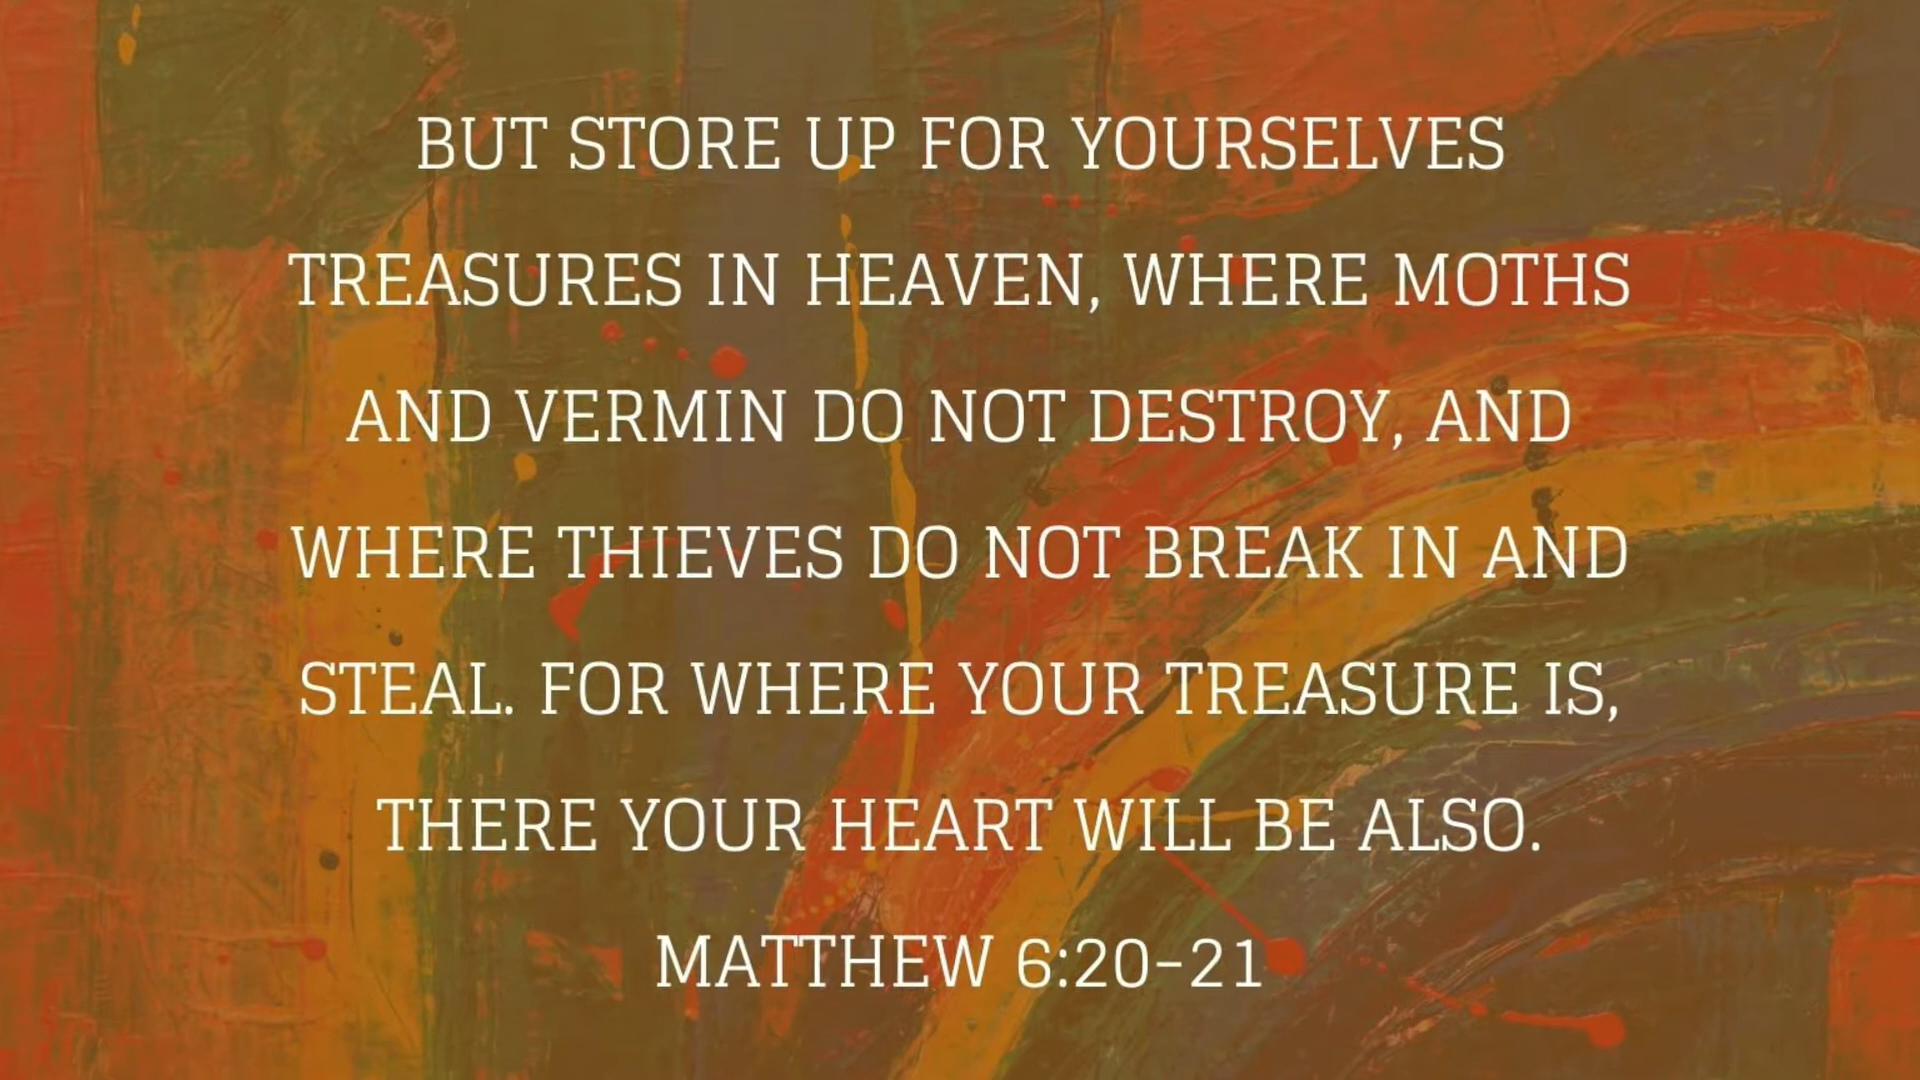 BUT STORE UP FOR YOURSELVES
TREASURES IN HEAVEN, WHERE MOTHS
AND VERMIN DO NOT DESTROY, AND
WHERE THIEVES DO NOT BREAK IN AND
STEAL. FOR WHERE YOUR TREASURE IS,
THERE YOUR HEART WILL BE ALSO.
MATTHEW 6:20-21